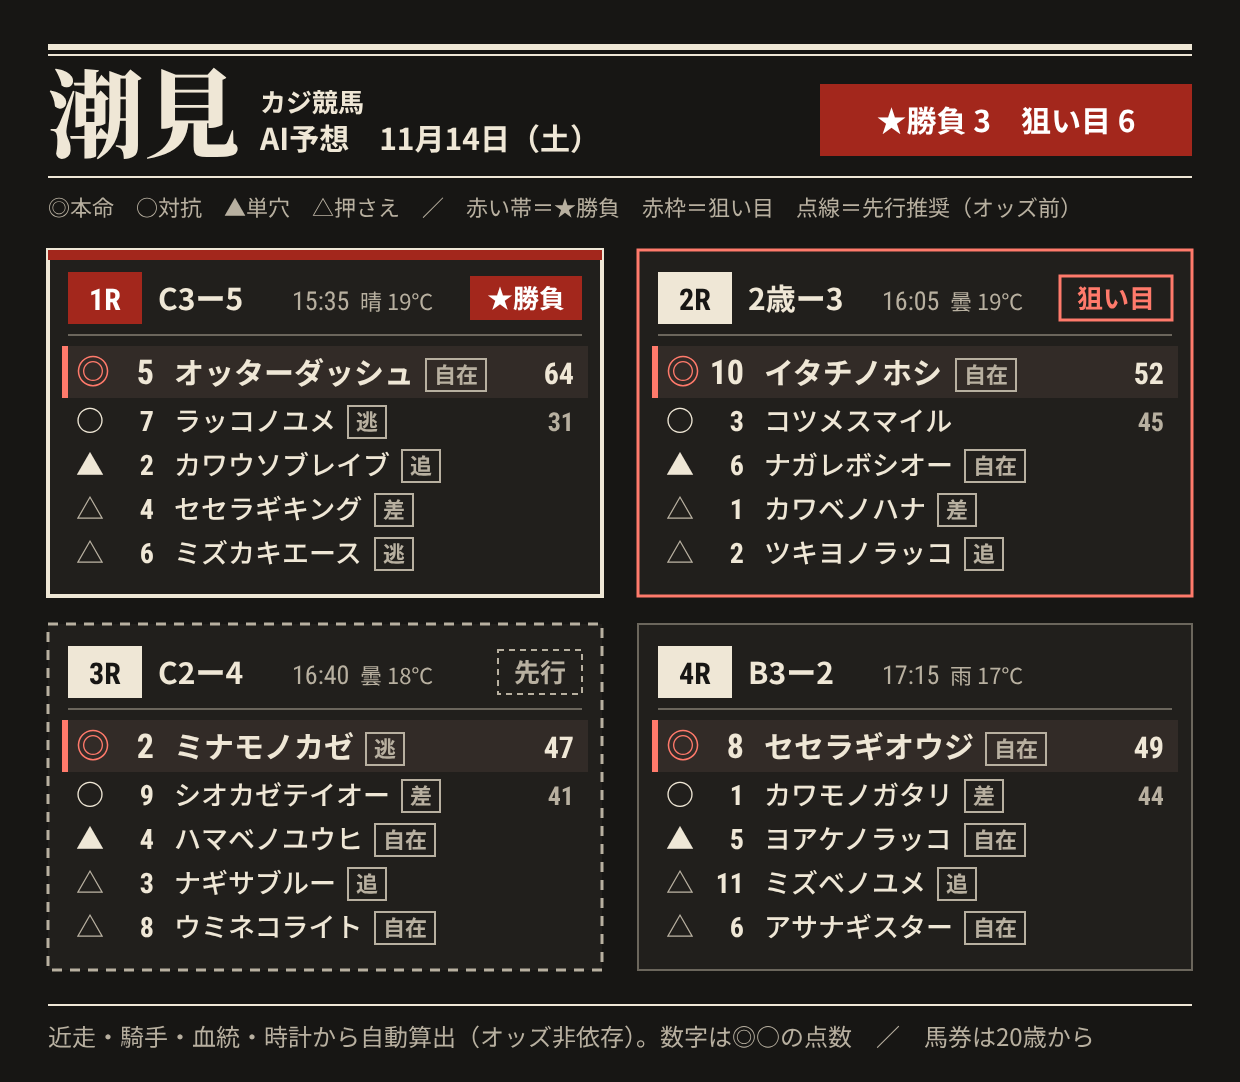 潮見
カジ競馬
AI予想　11月14日（土）
★勝負 3　狙い目 6
◎本命　○対抗　▲単穴　△押さえ　／　赤い帯＝★勝負　赤枠＝狙い目　点線＝先行推奨（オッズ前）
1R C3ー5 15:35 晴 19℃ ★勝負
◎ 5 オッターダッシュ 自在 64
○ 7 ラッコノユメ 逃 31
▲ 2 カワウソブレイブ 追
△ 4 セセラギキング 差
△ 6 ミズカキエース 逃
2R 2歳ー3 16:05 曇 19℃ 狙い目
◎ 10 イタチノホシ 自在 52
○ 3 コツメスマイル 45
▲ 6 ナガレボシオー 自在
△ 1 カワベノハナ 差
△ 2 ツキヨノラッコ 追
3R C2ー4 16:40 曇 18℃ 先行
◎ 2 ミナモノカゼ 逃 47
○ 9 シオカゼテイオー 差 41
▲ 4 ハマベノユウヒ 自在
△ 3 ナギサブルー 追
△ 8 ウミネコライト 自在
4R B3ー2 17:15 雨 17℃
◎ 8 セセラギオウジ 自在 49
○ 1 カワモノガタリ 差 44
▲ 5 ヨアケノラッコ 自在
△ 11 ミズベノユメ 追
△ 6 アサナギスター 自在
近走・騎手・血統・時計から自動算出（オッズ非依存）。数字は◎○の点数　／　馬券は20歳から